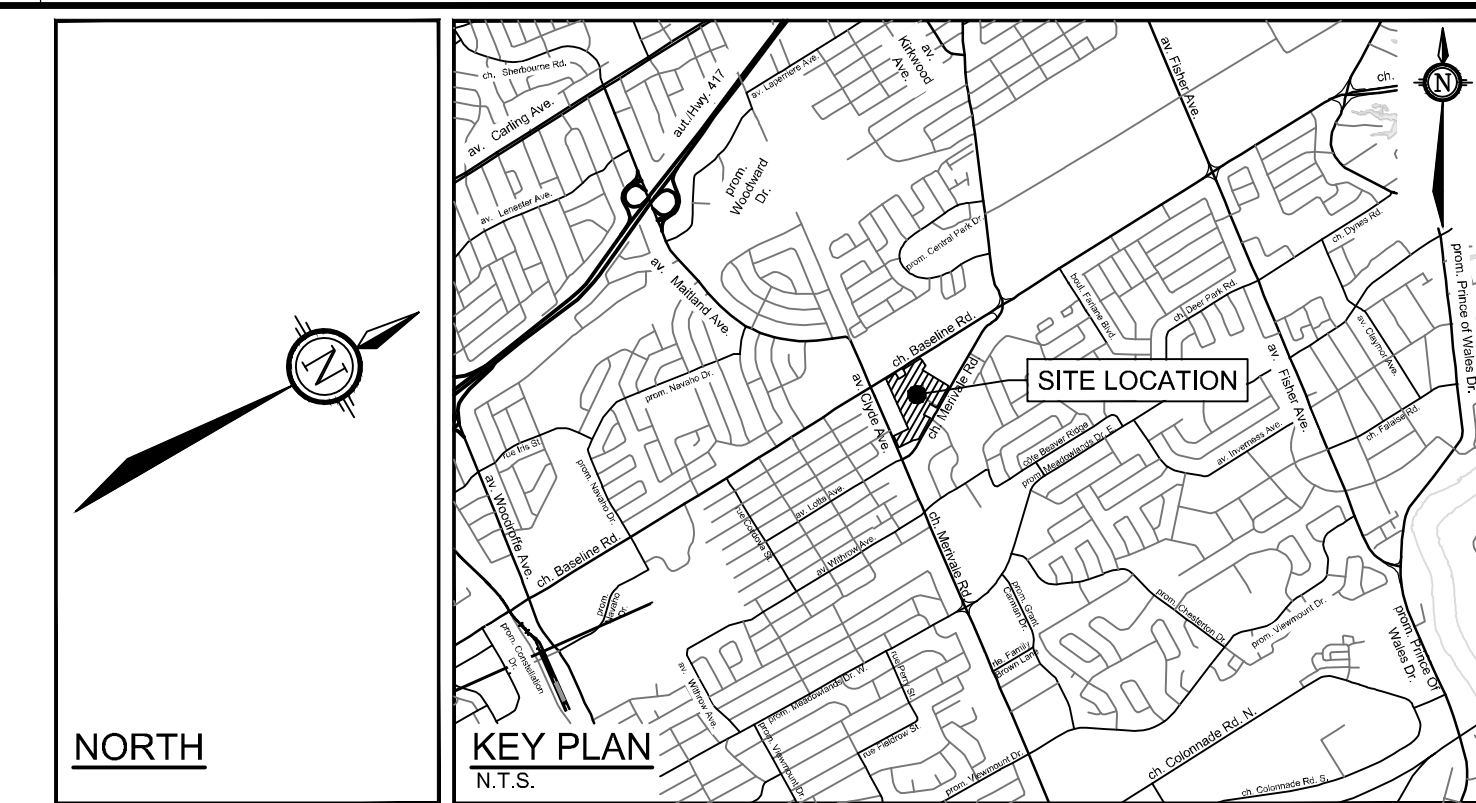 N
NORTH
ch. Sherbourne Rd.
av. Carling Ave.
aut./Hwy. 417
av. Laperriere Ave.
av.
Kirkwood
Ave.
av. Fisher Ave.
ch.
N
av. Lenester Ave.
prom.
Woodward
Dr.
prom. Central Park Dr.
ch. Dynes Rd.
av. Maitland Ave.
boul. Farlane Blvd.
ch. Deer Park Rd.
prom. Prince of Wales Dr.
ch. Baseline Rd.
av. Claymor Ave.
av. Fisher Ave.
SITE LOCATION
prom. Navaho Dr.
av. Clyde Ave.
ch. Merivale Rd
ch. Falaise Rd.
rue Iris St.
prom. Navaho Dr.
côte Beaver Ridge
prom. Meadowlands Dr. E.
av. Inverness Ave.
av. Woodroffe Ave.
rue Cordova St.
av. Lotta Ave.
av. Withrow Ave.
ch. Merivale Rd.
ch. Baseline Rd.
prom.
Navaho
Dr.
prom. Constellation
Dr.
prom. Grant
Carman Dr.
prom. Chesterton Dr.
prom. Viewmount Dr.
prom. Prince Of
Wales Dr.
Family
Brown Lane
av. Withrow Ave.
prom. Meadowlands Dr. W.
rue Perry St.
prom. Viewmount Dr.
rue Fieldrow St.
prom. Viewmount Dr.
ch. Colonnade Rd. N.
ch. Colonnade Rd. S.
KEY PLAN
N.T.S.